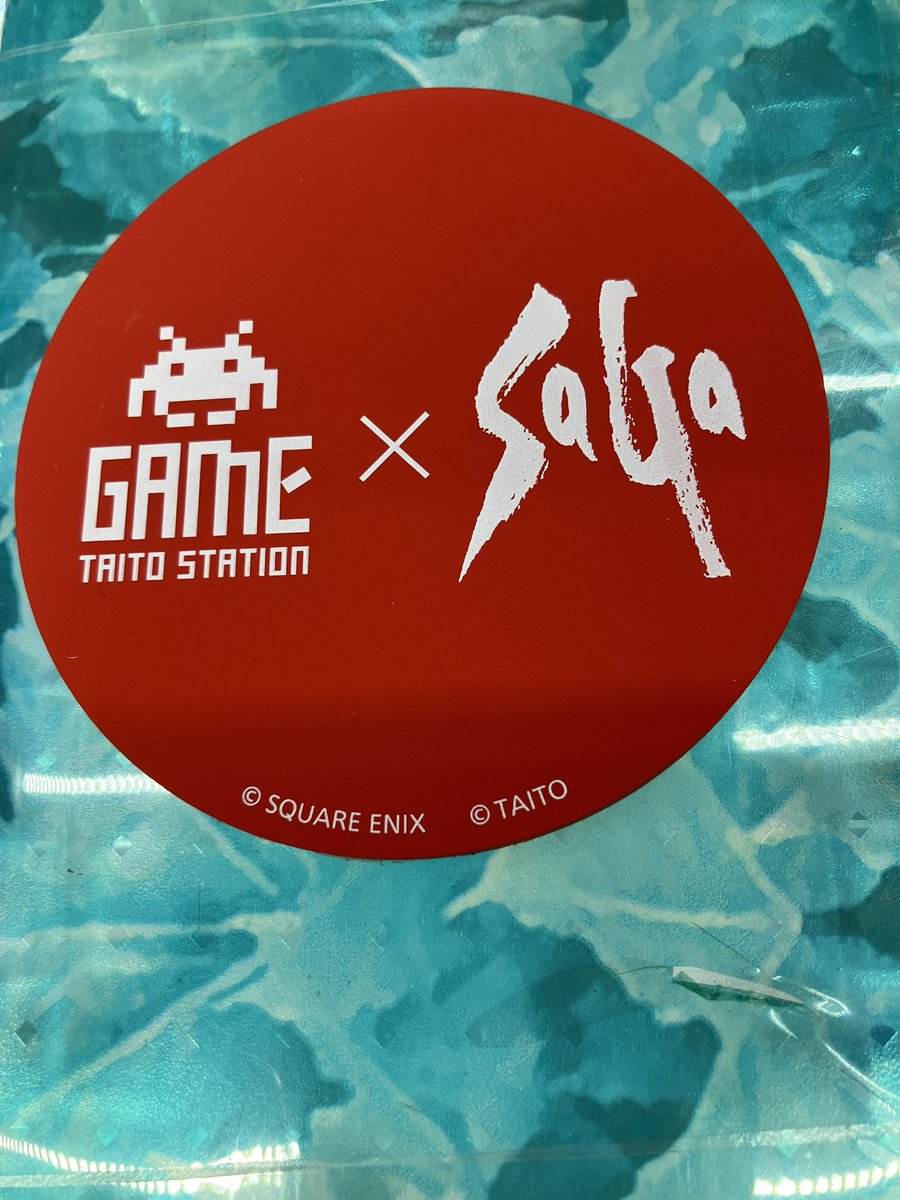 GAME
TAITO STATION
×
SaGa
© SQUARE ENIX © TAITO